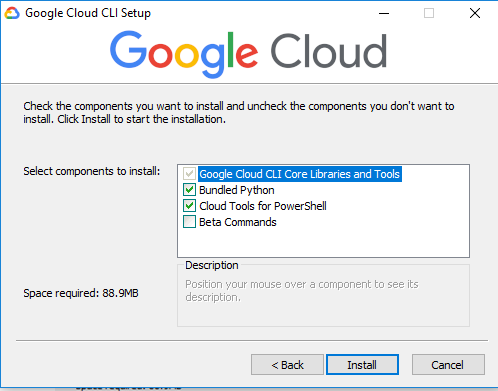 Google Cloud CLI Setup
Google Cloud
Check the components you want to install and uncheck the components you don't want to
install. Click Install to start the installation.
Select components to install:
Google Cloud CLI Core Libraries and Tools
Bundled Python
Cloud Tools for PowerShell
Beta Commands
Space required: 88.9MB
Description
Position your mouse over a component to see its
description.
< Back
Install
Cancel